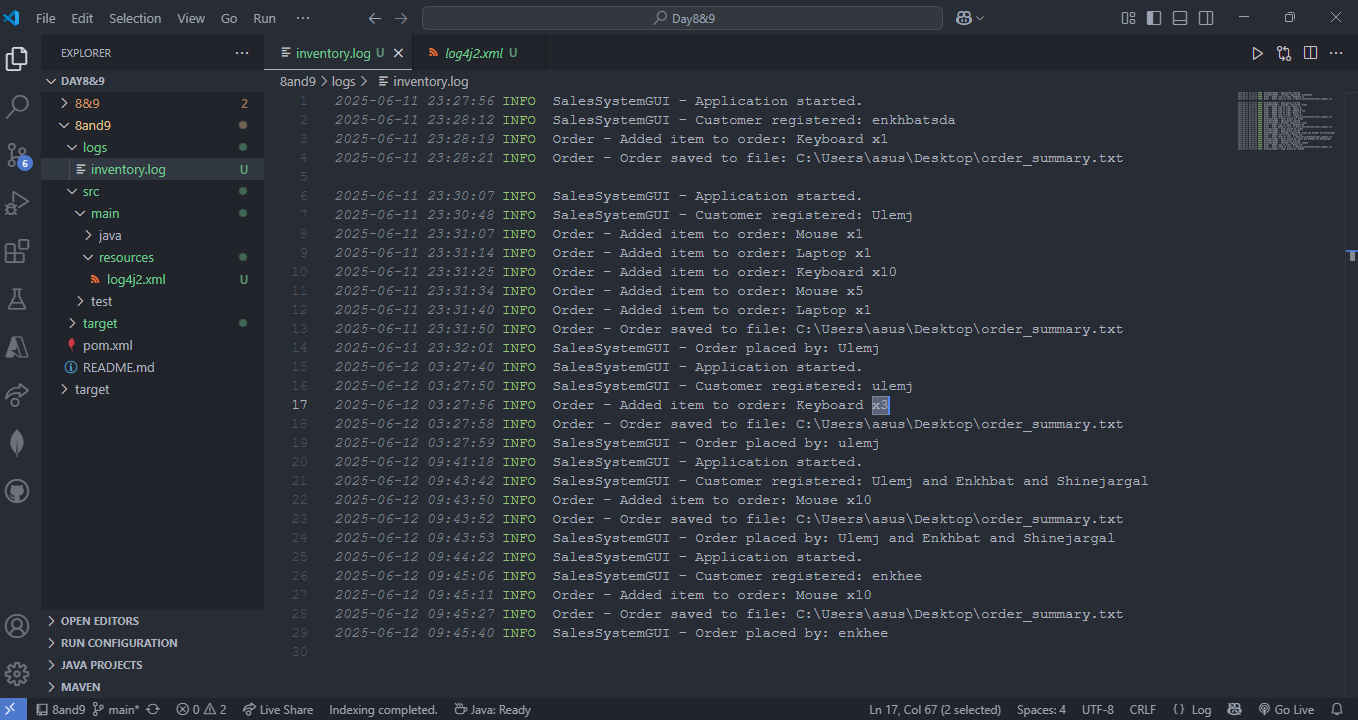 File Edit Selection View Go Run ··· Day8&9
EXPLORER ···
DAY8&9
8&9 2
8and9
logs
inventory.log U
src
main
java
resources
log4j2.xml U
test
target
pom.xml
README.md
target
OPEN EDITORS
RUN CONFIGURATION
JAVA PROJECTS
MAVEN
6
inventory.log U log4j2.xml U
8and9 > logs > inventory.log
1 2025-06-11 23:27:56 INFO SalesSystemGUI - Application started.
2 2025-06-11 23:28:12 INFO SalesSystemGUI - Customer registered: enkhbatsda
3 2025-06-11 23:28:19 INFO Order - Added item to order: Keyboard x1
4 2025-06-11 23:28:21 INFO Order - Order saved to file: C:\Users\asus\Desktop\order_summary.txt
5
6 2025-06-11 23:30:07 INFO SalesSystemGUI - Application started.
7 2025-06-11 23:30:48 INFO SalesSystemGUI - Customer registered: Ulemj
8 2025-06-11 23:31:07 INFO Order - Added item to order: Mouse x1
9 2025-06-11 23:31:14 INFO Order - Added item to order: Laptop x1
10 2025-06-11 23:31:25 INFO Order - Added item to order: Keyboard x10
11 2025-06-11 23:31:34 INFO Order - Added item to order: Mouse x5
12 2025-06-11 23:31:40 INFO Order - Added item to order: Laptop x1
13 2025-06-11 23:31:50 INFO Order - Order saved to file: C:\Users\asus\Desktop\order_summary.txt
14 2025-06-11 23:32:01 INFO SalesSystemGUI - Order placed by: Ulemj
15 2025-06-12 03:27:40 INFO SalesSystemGUI - Application started.
16 2025-06-12 03:27:50 INFO SalesSystemGUI - Customer registered: ulemj
17 2025-06-12 03:27:56 INFO Order - Added item to order: Keyboard x3
18 2025-06-12 03:27:58 INFO Order - Order saved to file: C:\Users\asus\Desktop\order_summary.txt
19 2025-06-12 03:27:59 INFO SalesSystemGUI - Order placed by: ulemj
20 2025-06-12 09:41:18 INFO SalesSystemGUI - Application started.
21 2025-06-12 09:43:42 INFO SalesSystemGUI - Customer registered: Ulemj and Enkhbat and Shinejargal
22 2025-06-12 09:43:50 INFO Order - Added item to order: Mouse x10
23 2025-06-12 09:43:52 INFO Order - Order saved to file: C:\Users\asus\Desktop\order_summary.txt
24 2025-06-12 09:43:53 INFO SalesSystemGUI - Order placed by: Ulemj and Enkhbat and Shinejargal
25 2025-06-12 09:44:22 INFO SalesSystemGUI - Application started.
26 2025-06-12 09:45:06 INFO SalesSystemGUI - Customer registered: enkhee
27 2025-06-12 09:45:11 INFO Order - Added item to order: Mouse x10
28 2025-06-12 09:45:27 INFO Order - Order saved to file: C:\Users\asus\Desktop\order_summary.txt
29 2025-06-12 09:45:40 INFO SalesSystemGUI - Order placed by: enkhee
30
8and9 main* 0 2 Live Share Indexing completed. Java: Ready Ln 17, Col 67 (2 selected) Spaces: 4 UTF-8 CRLF {} Log Go Live